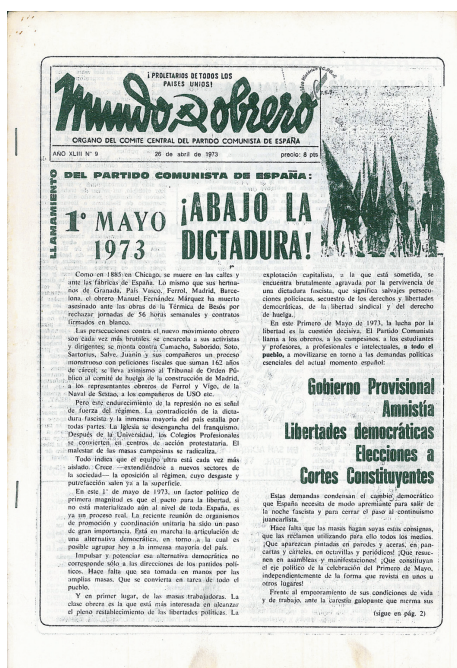 ¡PROLETARIOS DE TODOS LOS
PAISES UNIOS!
mundo obrero
ORGANO DEL COMITE CENTRAL DEL PARTIDO COMUNISTA DE ESPAÑA
AÑO XLIII Nº 9 26 de abril de 1973 precio: 8 pts
LLAMAMIENTO
DEL PARTIDO COMUNISTA DE ESPAÑA:
1º MAYO
1973
¡ABAJO LA
DICTADURA!
Como en 1885 en Chicago, se muere en las calles y
ante las fábricas de España. Lo mismo que sus herma-
nos de Granada, País Vasco, Ferrol, Madrid, Barce-
lona, el obrero Manuel Fernández Márquez ha muerto
asesinado ante las obras de la Térmica de Besós por
rechazar jornadas de 56 horas semanales y contratos
firmados en blanco.
Las persecuciones contra el nuevo movimiento obrero
son cada vez más brutales: se encarcela a sus activistas
y dirigentes; se monta contra Camacho, Saborido, Soto,
Sartorius, Salve, Juanín y sus compañeros un proceso
monstruoso con peticiones fiscales que suman 162 años
de cárcel; se lleva asimismo al Tribunal de Orden Pú-
blico al comité de huelga de la construcción de Madrid,
a los representantes obreros de Ferrol y Vigo, de la
Naval de Sestao, a los compañeros de USO etc.
Pero este endurecimiento de la represión no es señal
de fuerza del régimen. La contradicción de la dicta-
dura fascista y la inmensa mayoría del país estalla por
todas partes. La Iglesia se desengancha del franquismo.
Después de la Universidad, los Colegios Profesionales
se convierten en centros de acción protestataria. El
malestar de las masas campesinas se radicaliza.
Todo indica que el equipo ultra está cada vez más
aislado. Crece —extendiéndose a nuevos sectores de
la sociedad— la oposición al régimen, cuyo desgaste y
putrefacción salen ya a la superficie.
En este 1º de mayo de 1973, un factor político de
primera magnitud es que el pacto para la libertad, si
no está materializado aún al nivel de toda España, es
ya un proceso real. La reciente reunión de organismos
de promoción y coordinación unitaria ha sido un paso
de gran importancia. Está en marcha la articulación de
una alternativa democrática, en torno a la cual es
posible agrupar hoy a la inmensa mayoría del país.
Impulsar y potenciar esa alternativa democrática no
corresponde sólo a las direcciones de los partidos polí-
ticos. Hace falta que sea tomada en manos por las
amplias masas. Que se convierta en tarea de todo el
pueblo.
Y en primer lugar, de las masas trabajadoras. La
clase obrera es la que está más interesada en alcanzar
el pleno restablecimiento de las libertades políticas. La
explotación capitalista, a la que está sometida, se
encuentra brutalmente agravada por la pervivencia de
una dictadura fascista, que significa salvajes persecu-
ciones policiacas, secuestro de los derechos y libertades
democráticas, de la libertad sindical y del derecho
de huelga.
En este Primero de Mayo de 1973, la lucha por la
libertad es la cuestión decisiva. El Partido Comunista
llama a los obreros, a los campesinos, a los estudiantes
y profesores, a profesionales e intelectuales, a todo el
pueblo, a movilizarse en torno a las demandas políticas
esenciales del actual momento español:
Gobierno Provisional
Amnistía
Libertades democráticas
Elecciones a
Cortes Constituyentes
Estas demandas condensan el cambio democrático
que España necesita de modo apremiante para salir de
la noche fascista y para cerrar el paso al continuismo
juancarlista.
Hace falta que las masas hagan suyas estas consignas,
que las reclamen utilizando para ello todos los medios.
¡Que aparezcan pintadas en paredes y aceras, en pan-
cartas y carteles, en octavillas y periódicos! ¡Que resue-
nen en asambleas y manifestaciones! ¡Que constituyan
el eje político de la celebración del Primero de Mayo,
independientemente de la forma que revista en unos u
otros lugares!
Frente al empeoramiento de sus condiciones de vida
y de trabajo, ante la carestía galopante que merma sus
(sigue en pág. 2)